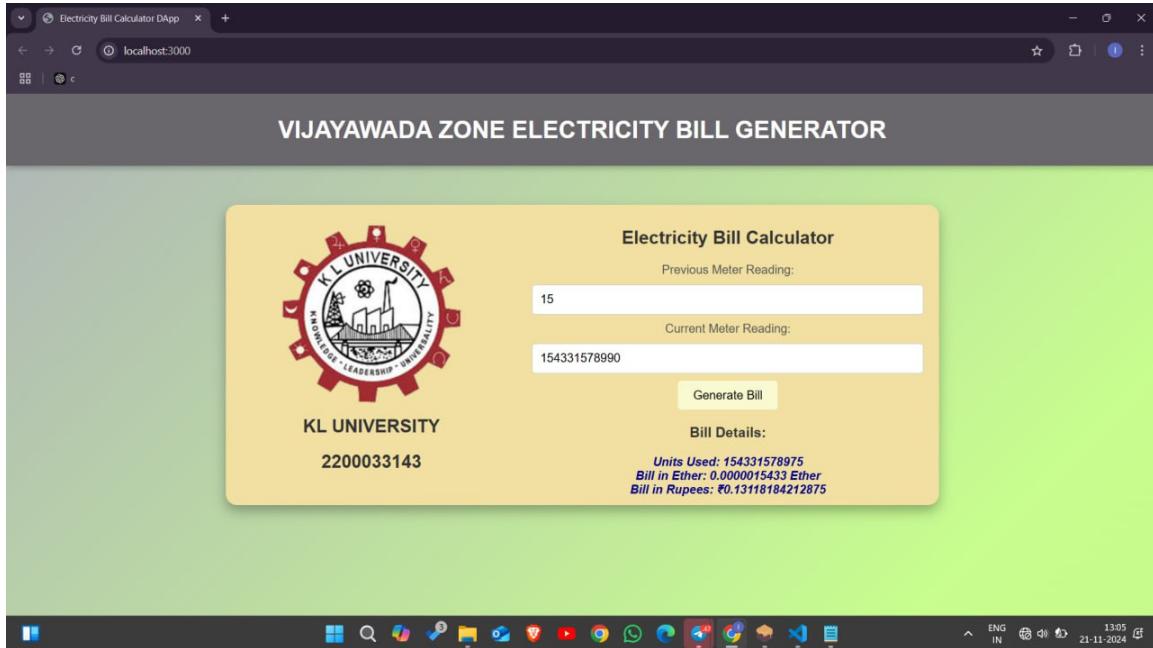 Electricity Bill Calculator DApp
localhost:3000
c
VIJAYAWADA ZONE ELECTRICITY BILL GENERATOR
K L UNIVERSITY
KNOWLEDGE - LEADERSHIP - UNIVERSALITY
KL UNIVERSITY
2200033143
Electricity Bill Calculator
Previous Meter Reading:
15
Current Meter Reading:
154331578990
Generate Bill
Bill Details:
Units Used: 154331578975
Bill in Ether: 0.0000015433 Ether
Bill in Rupees: ₹0.13118184212875
ENG
IN
13:05
21-11-2024